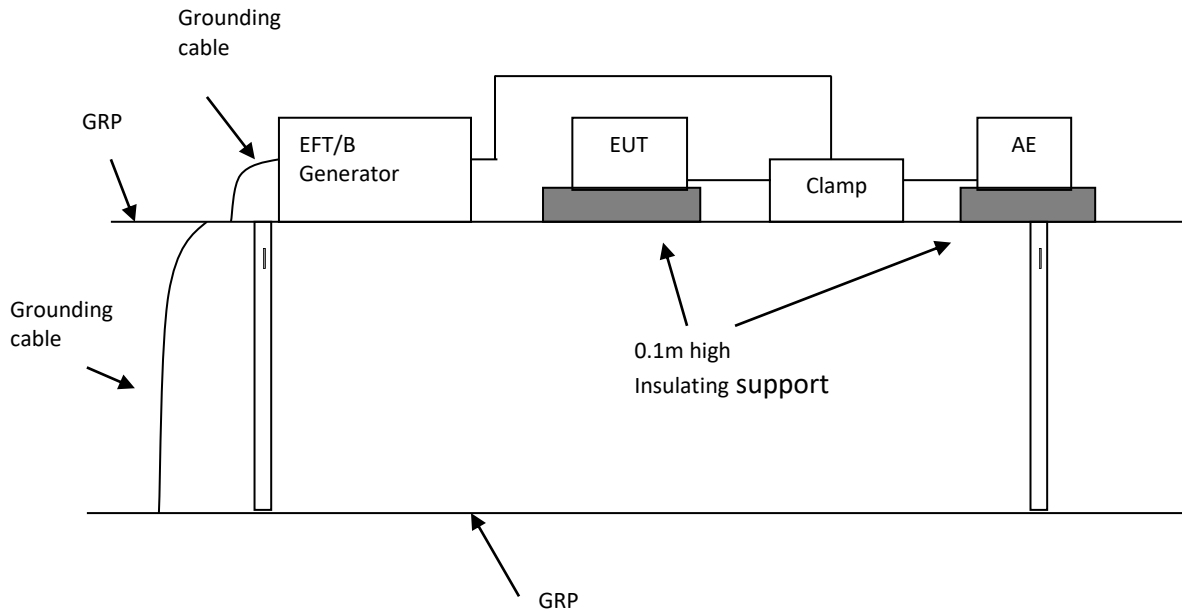 Grounding
cable
GRP
EFT/B
Generator
EUT
Clamp
AE
Grounding
cable
0.1m high
Insulating support
GRP